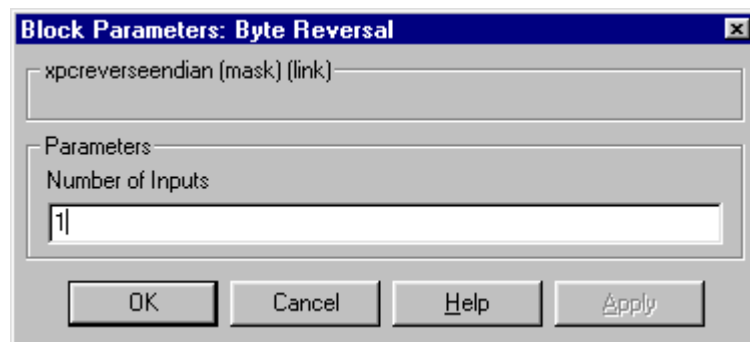 Block Parameters: Byte Reversal
xpcreverseendian (mask) (link)
Parameters
Number of Inputs
1
OK Cancel Help Apply